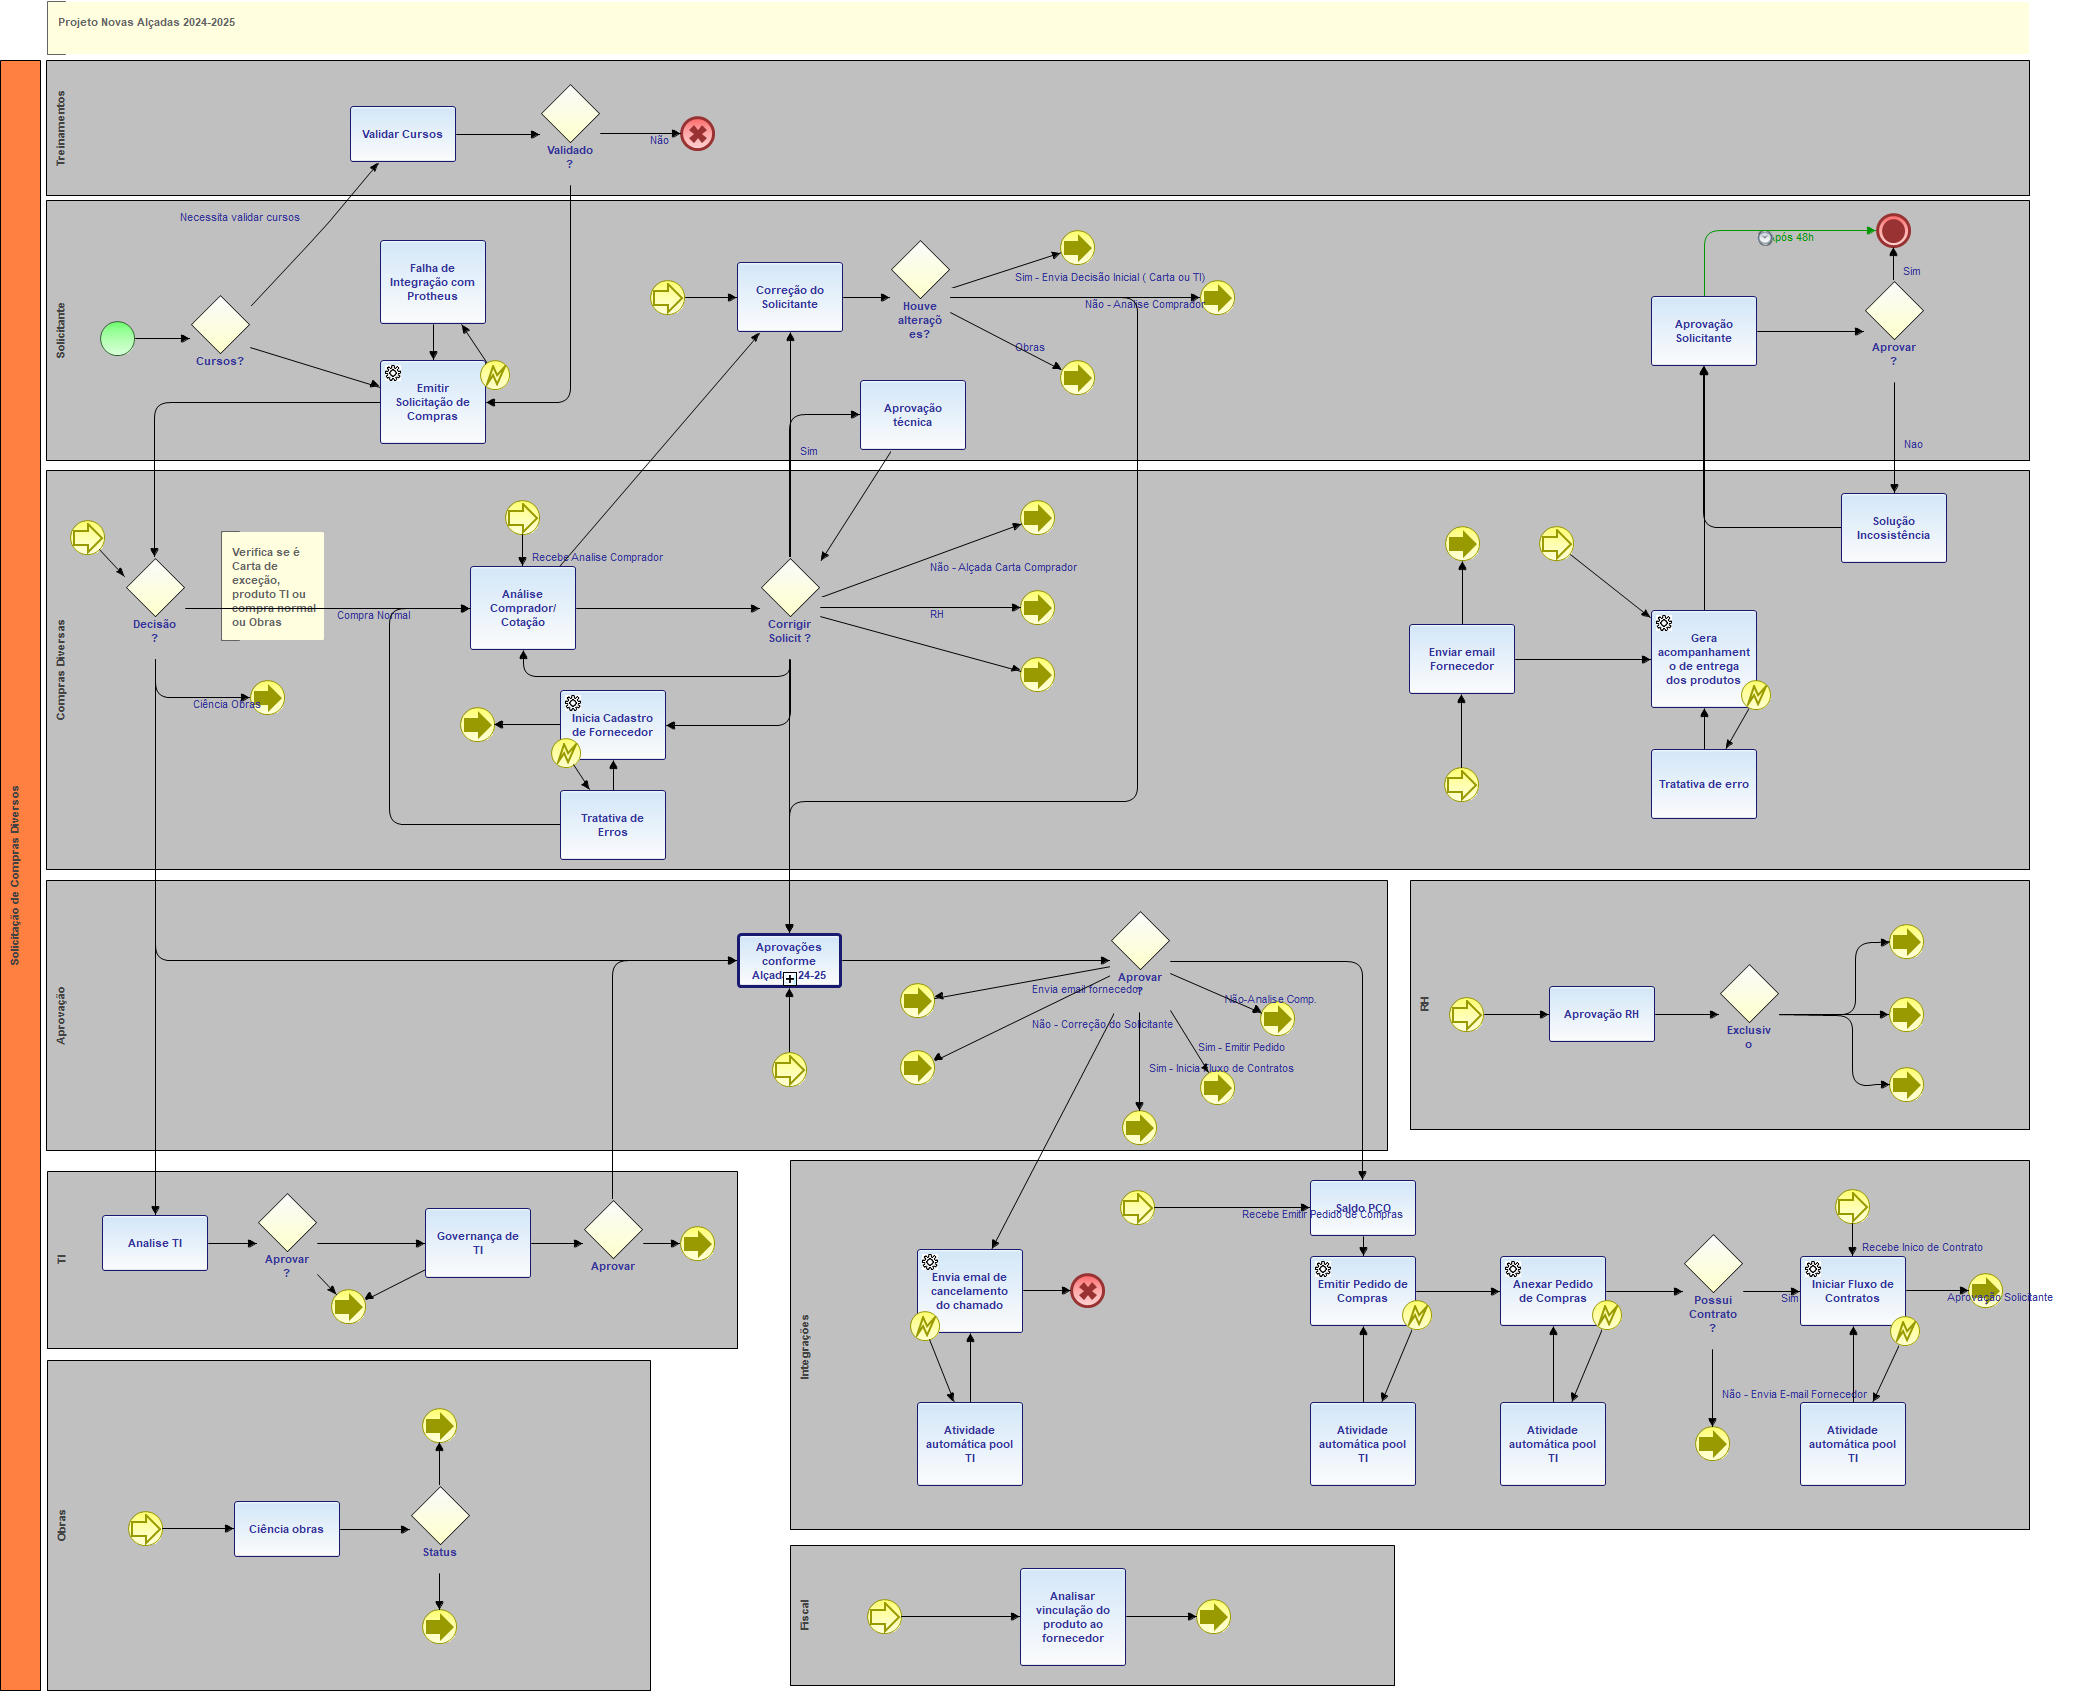 Projeto Novas Alçadas 2024-2025
Solicitação de Compras Diversos
Treinamentos
Validar Cursos
Validado
?
Não
Solicitante
Necessita validar cursos
Cursos?
Falha de
Integração com
Protheus
Emitir
Solicitação de
Compras
Correção do
Solicitante
Houve
alteraçõ
es?
Sim - Envia Decisão Inicial ( Carta ou TI)
Não - Analise Comprador
Obras
Aprovação
técnica
Sim
Após 48h
Aprovação
Solicitante
Aprovar
?
Sim
Nao
Compras Diversas
Decisão
?
Verifica se é
Carta de
exceção,
produto TI ou
compra normal
ou Obras
Compra Normal
Ciência Obras
Recebe Analise Comprador
Análise
Comprador/
Cotação
Corrigir
Solicit ?
Não - Alçada Carta Comprador
RH
Inicia Cadastro
de Fornecedor
Tratativa de
Erros
Enviar email
Fornecedor
Gera
acompanhament
o de entrega
dos produtos
Tratativa de erro
Solução
Incosistência
Aprovação
Aprovações
conforme
Alçada 24-25
Aprovar
?
Envia email fornecedor
Não - Correção do Solicitante
Não-Analise Comp.
Sim - Emitir Pedido
Sim - Inicia Fluxo de Contratos
RH
Aprovação RH
Exclusiv
o
TI
Analise TI
Aprovar
?
Governança de
TI
Aprovar
Integrações
Recebe Emitir Pedido de Compras
Saldo PCO
Envia emal de
cancelamento
do chamado
Emitir Pedido de
Compras
Anexar Pedido
de Compras
Possui
Contrato
?
Sim
Recebe Inico de Contrato
Iniciar Fluxo de
Contratos
Aprovação Solicitante
Não - Envia E-mail Fornecedor
Atividade
automática pool
TI
Atividade
automática pool
TI
Atividade
automática pool
TI
Atividade
automática pool
TI
Obras
Ciência obras
Status
Fiscal
Analisar
vinculação do
produto ao
fornecedor